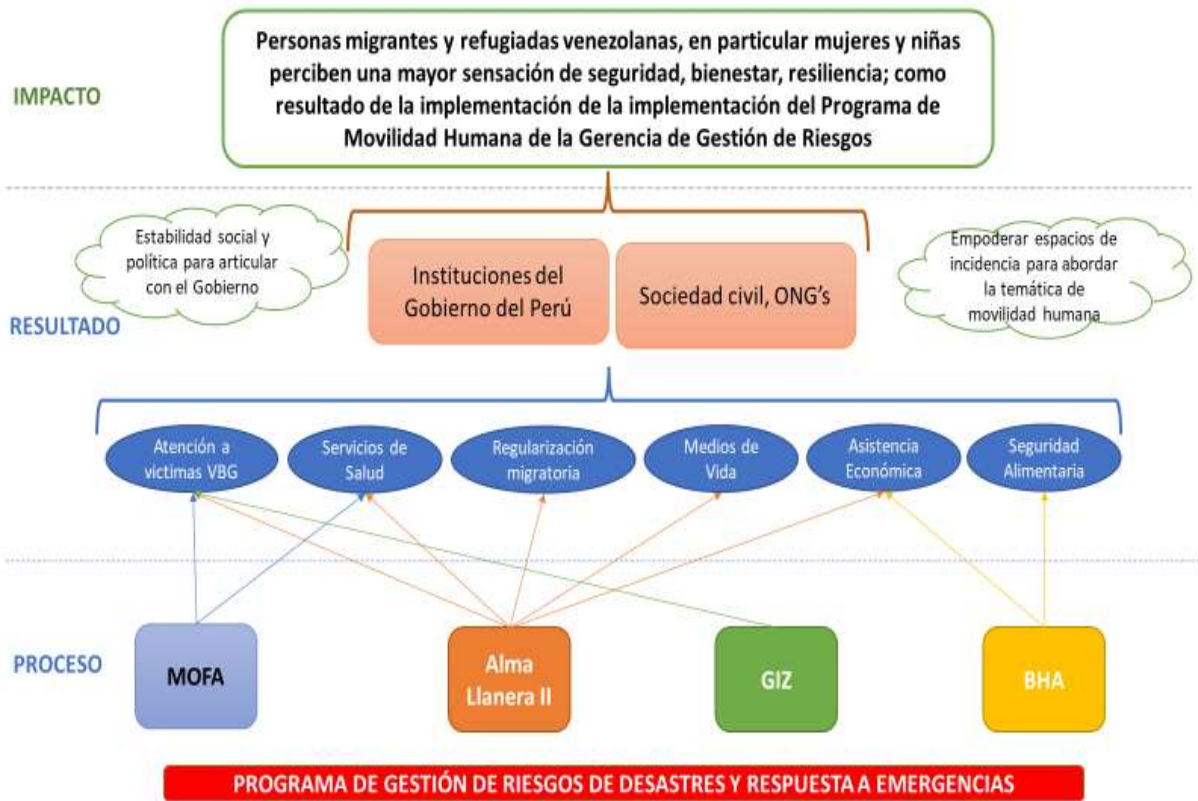 Personas migrantes y refugiadas venezolanas, en particular mujeres y niñas
perciben una mayor sensación de seguridad, bienestar, resiliencia; como
resultado de la implementación de la implementación del Programa de
Movilidad Humana de la Gerencia de Gestión de Riesgos
IMPACTO
Estabilidad social y
política para articular
con el Gobierno
Instituciones del
Gobierno del Perú
Sociedad civil, ONG's
Empoderar espacios de
incidencia para abordar
la temática de
movilidad humana
RESULTADO
Atención a
víctimas VBG
Servicios de
Salud
Regularización
migratoria
Medios de
Vida
Asistencia
Económica
Seguridad
Alimentaria
PROCESO
MOFA
Alma
Llanera II
GIZ
BHA
PROGRAMA DE GESTIÓN DE RIESGOS DE DESASTRES Y RESPUESTA A EMERGENCIAS